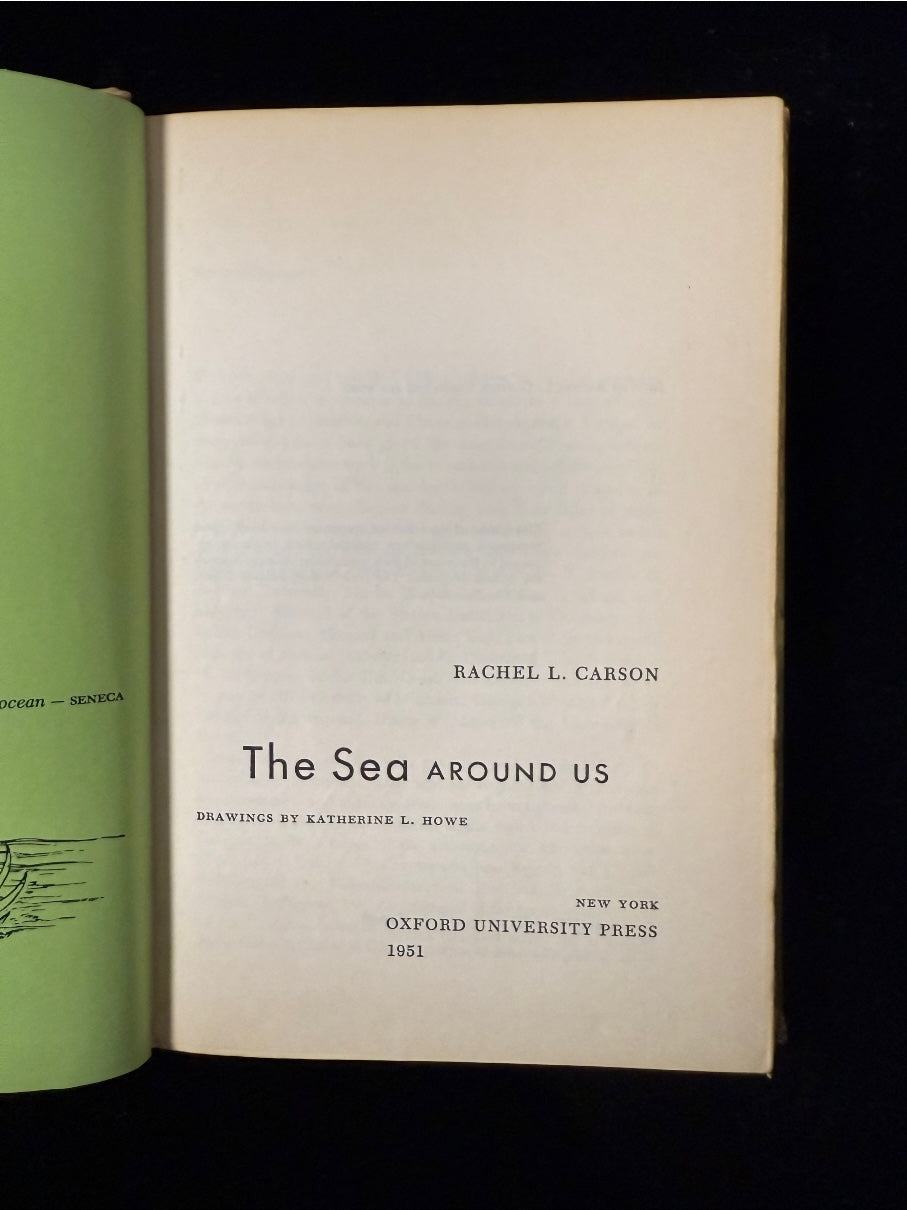 ocean — SENECA
RACHEL L. CARSON
The Sea AROUND US
DRAWINGS BY KATHERINE L. HOWE
NEW YORK
OXFORD UNIVERSITY PRESS
1951